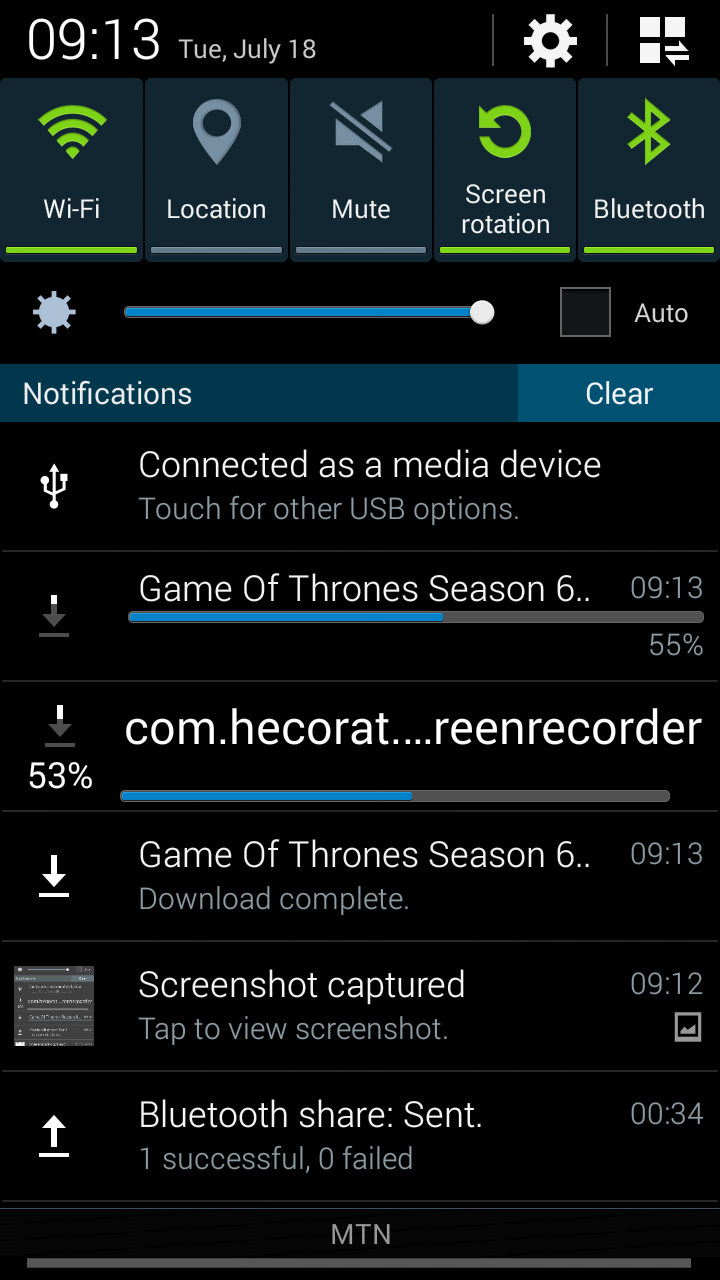 09:13 Tue, July 18
Wi-Fi
Location
Mute
Screen
rotation
Bluetooth
Auto
Notifications
Clear
Connected as a media device
Touch for other USB options.
Game Of Thrones Season 6.. 09:13
55%
com.hecorat....reenrecorder
53%
Game Of Thrones Season 6.. 09:13
Download complete.
Screenshot captured 09:12
Tap to view screenshot.
Bluetooth share: Sent. 00:34
1 successful, 0 failed
MTN